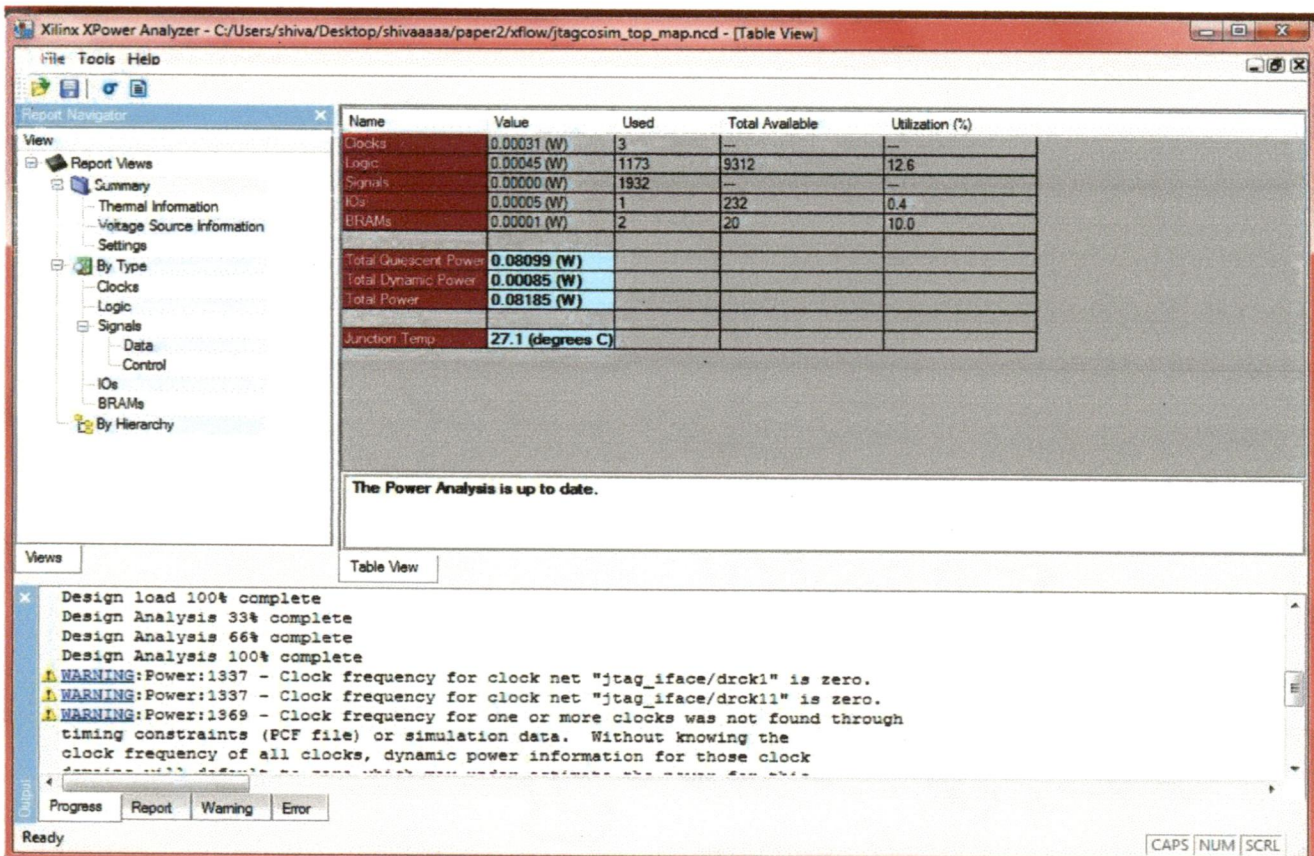 Xilinx XPower Analyzer - C:/Users/shiva/Desktop/shivaaaaa/paper2/xflow/jtagcosim_top_map.ncd - [Table View]
File Tools Help
Report Navigator
View
Report Views
Summary
Thermal Information
Voltage Source Information
Settings
By Type
Clocks
Logic
Signals
Data
Control
IOs
BRAMs
By Hierarchy
Views
Name Value Used Total Available Utilization (%)
Clocks 0.00031 (W) 3 --- ---
Logic 0.00045 (W) 1173 9312 12.6
Signals 0.00000 (W) 1932 --- ---
IOs 0.00005 (W) 1 232 0.4
BRAMs 0.00001 (W) 2 20 10.0
Total Quiescent Power 0.08099 (W)
Total Dynamic Power 0.00085 (W)
Total Power 0.08185 (W)
Junction Temp 27.1 (degrees C)
The Power Analysis is up to date.
Table View
Design load 100% complete
Design Analysis 33% complete
Design Analysis 66% complete
Design Analysis 100% complete
WARNING:Power:1337 - Clock frequency for clock net "jtag_iface/drck1" is zero.
WARNING:Power:1337 - Clock frequency for clock net "jtag_iface/drck11" is zero.
WARNING:Power:1369 - Clock frequency for one or more clocks was not found through
timing constraints (PCF file) or simulation data. Without knowing the
clock frequency of all clocks, dynamic power information for those clock
Output
Progress Report Warning Error
Ready
CAPS NUM SCRL